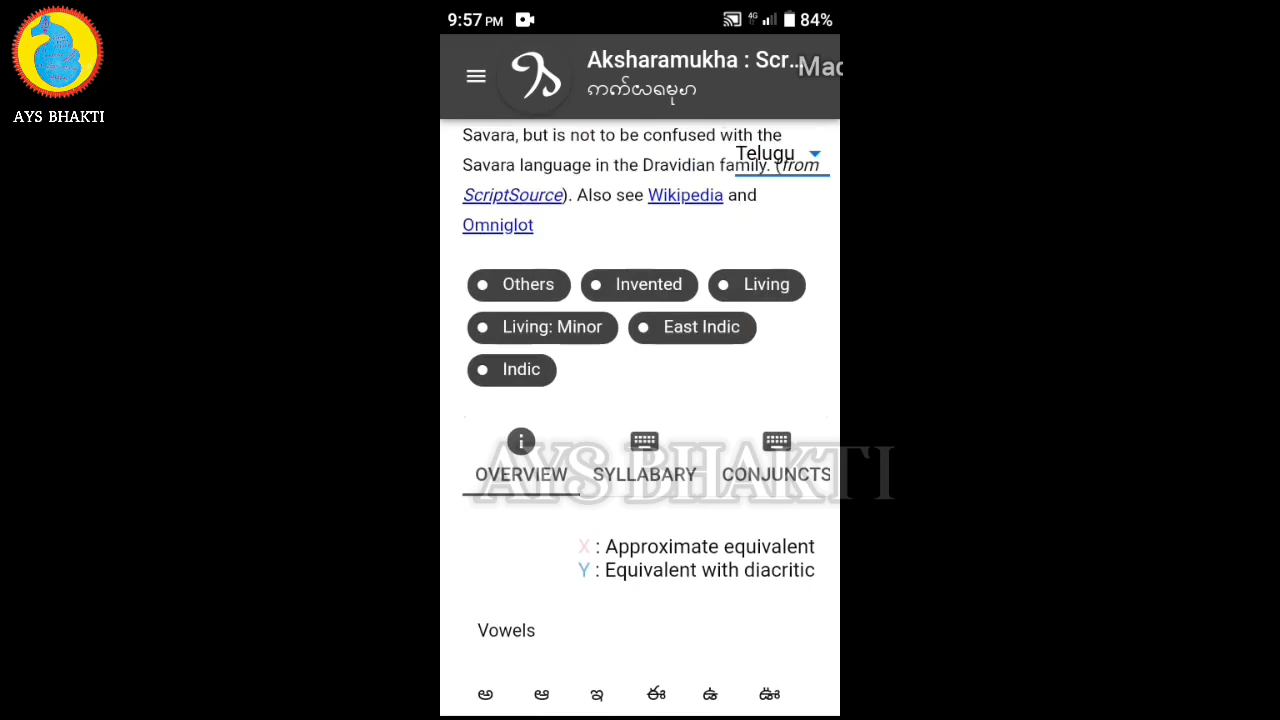 9:57 PM
4G
84%
AYS BHAKTI
Aksharamukha : Scr...
Mad
Savara, but is not to be confused with the
Telugu
Savara language in the Dravidian family. (from
ScriptSource). Also see Wikipedia and
Omniglot
Others
Invented
Living
Living: Minor
East Indic
Indic
AYS BHAKTI
OVERVIEW
SYLLABARY
CONJUNCTS
X : Approximate equivalent
Y : Equivalent with diacritic
Vowels
అ ఆ ఇ ఈ ఉ ఊ